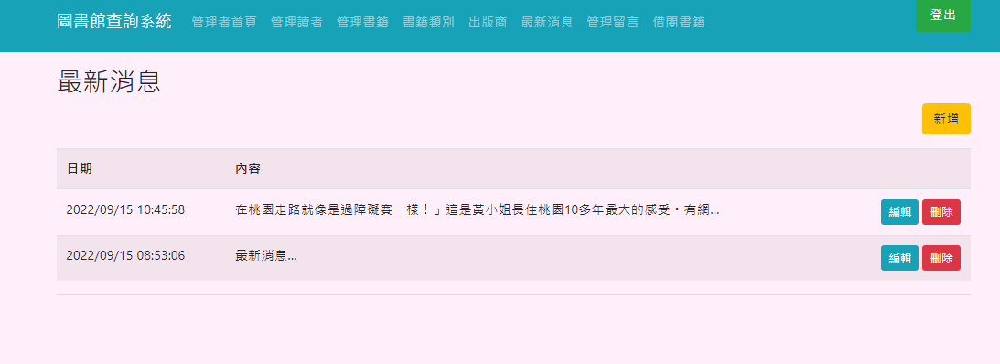 圖書館查詢系統 管理者首頁 管理讀者 管理書籍 書籍類別 出版商 最新消息 管理留言 借閱書籍 登出
最新消息
新增
日期 內容
2022/09/15 10:45:58 在桃園走路就像是過障礙賽一樣！」這是黃小姐長住桃園10多年最大的感受。有網... 編輯 刪除
2022/09/15 08:53:06 最新消息... 編輯 刪除